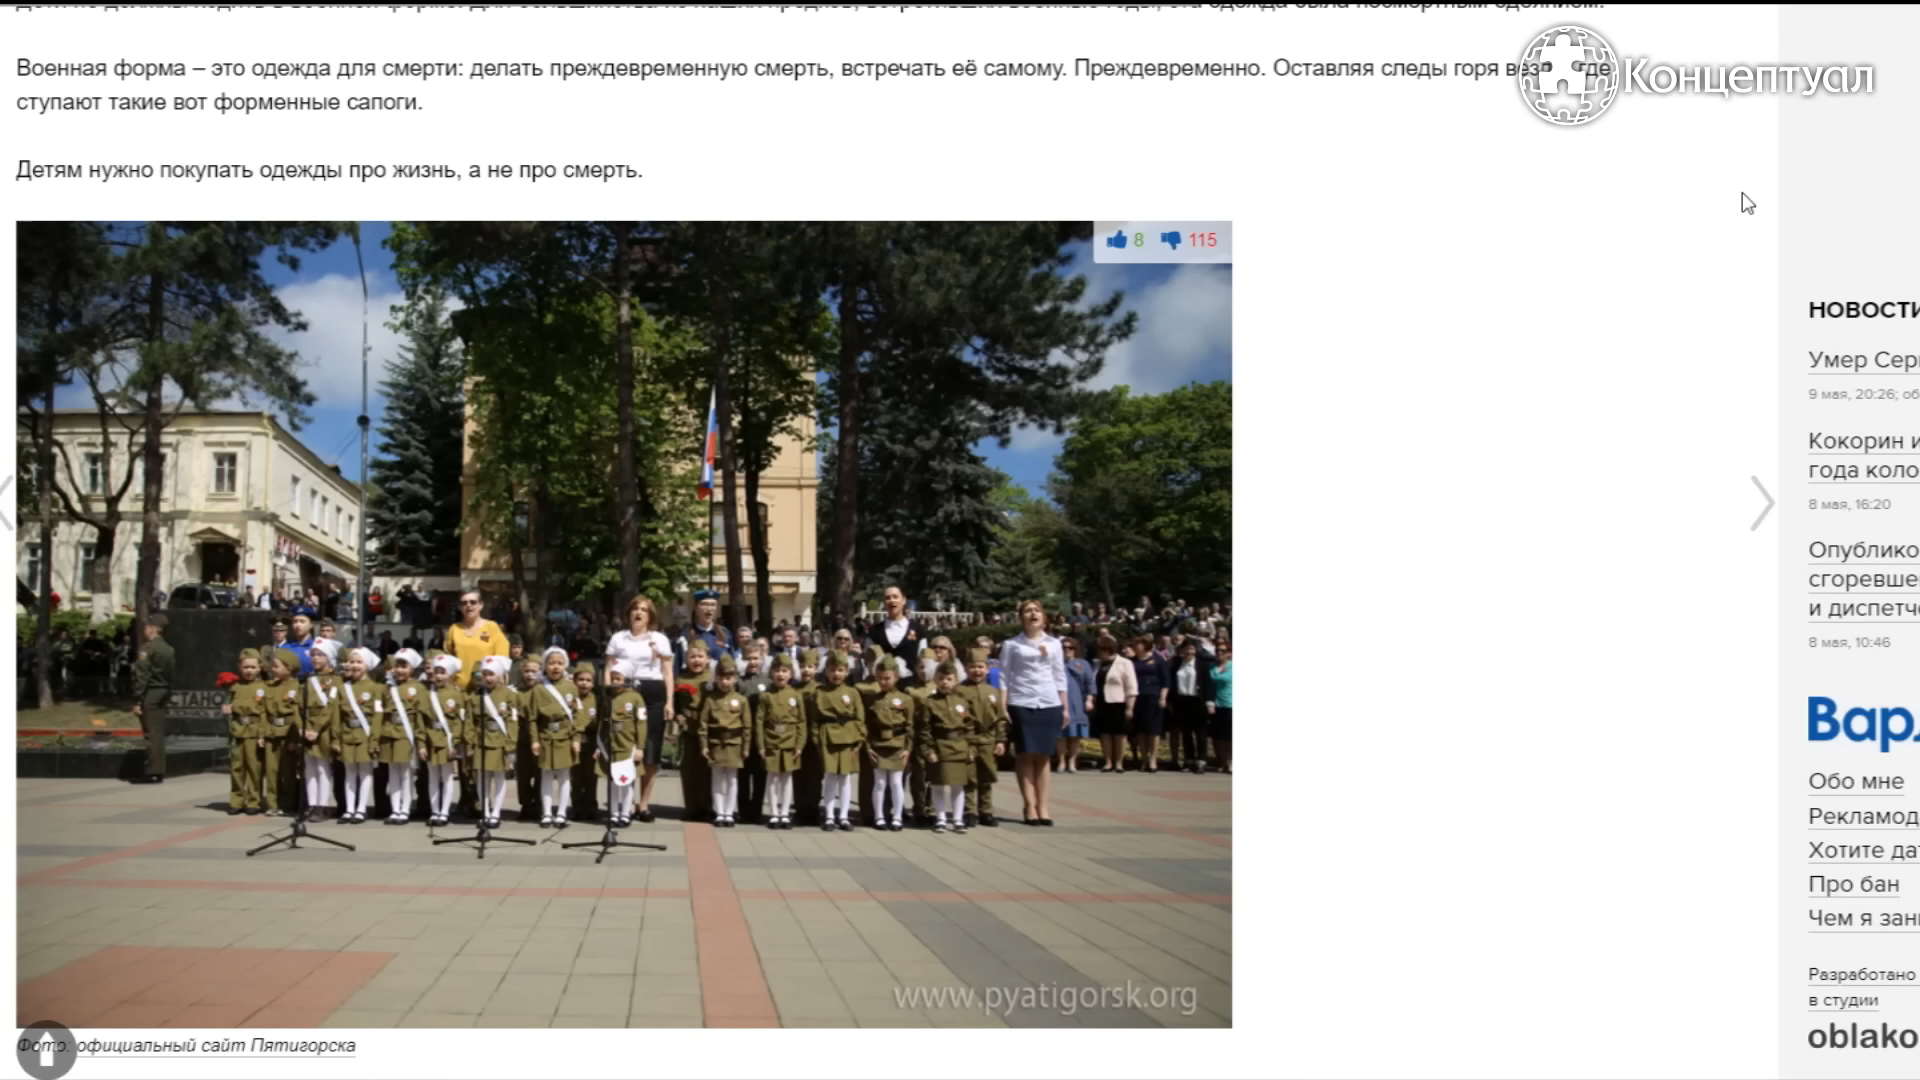 Военная форма – это одежда для смерти: делать преждевременную смерть, встречать её самому. Преждевременно. Оставляя следы горя везде, где
ступают такие вот форменные сапоги.
Концептуал
Детям нужно покупать одежды про жизнь, а не про смерть.
8 115
СТАНО
www.pyatigorsk.org
Фото: официальный сайт Пятигорска
НОВОСТИ
Умер Сер
9 мая, 20:26; об
Кокорин и
года коло
8 мая, 16:20
Опублико
сгоревше
и диспетч
8 мая, 10:46
Вар
Обо мне
Рекламод
Хотите да
Про бан
Чем я зан
Разработано
в студии
oblako